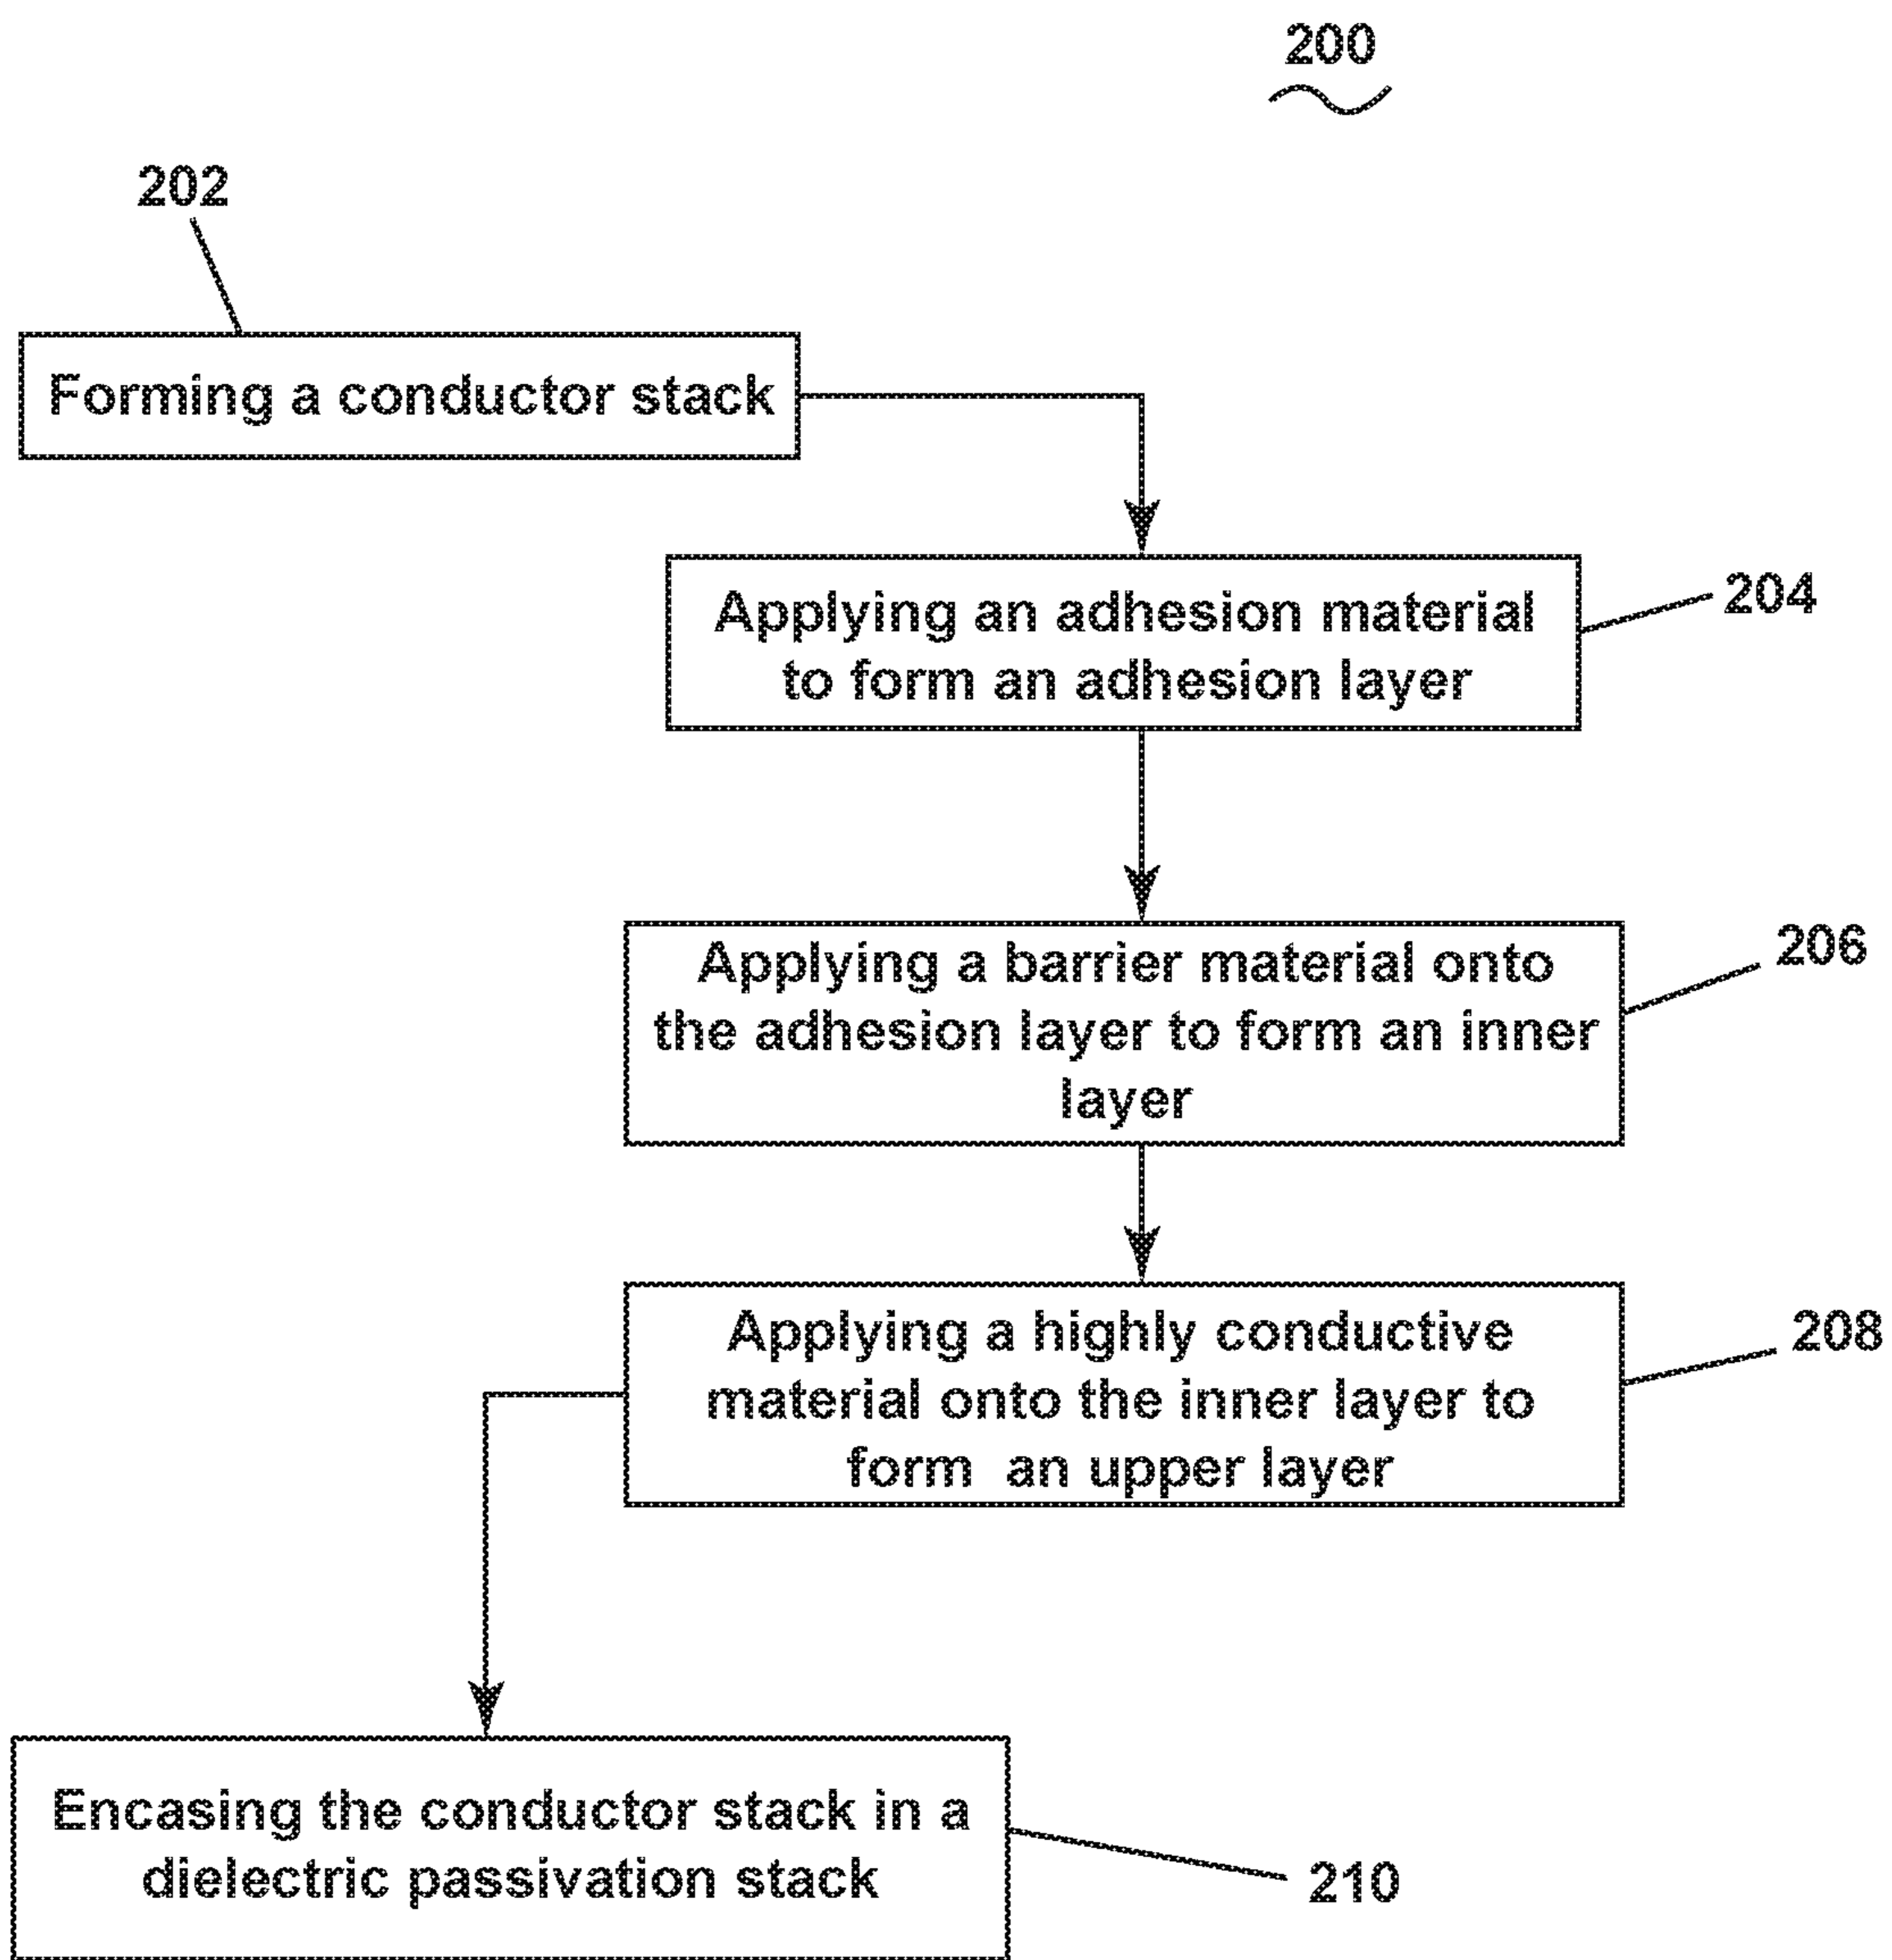 200
202
Forming a conductor stack
Applying an adhesion material
to form an adhesion layer
204
Applying a barrier material onto
the adhesion layer to form an inner
layer
206
Applying a highly conductive
material onto the inner layer to
form an upper layer
208
Encasing the conductor stack in a
dielectric passivation stack
210